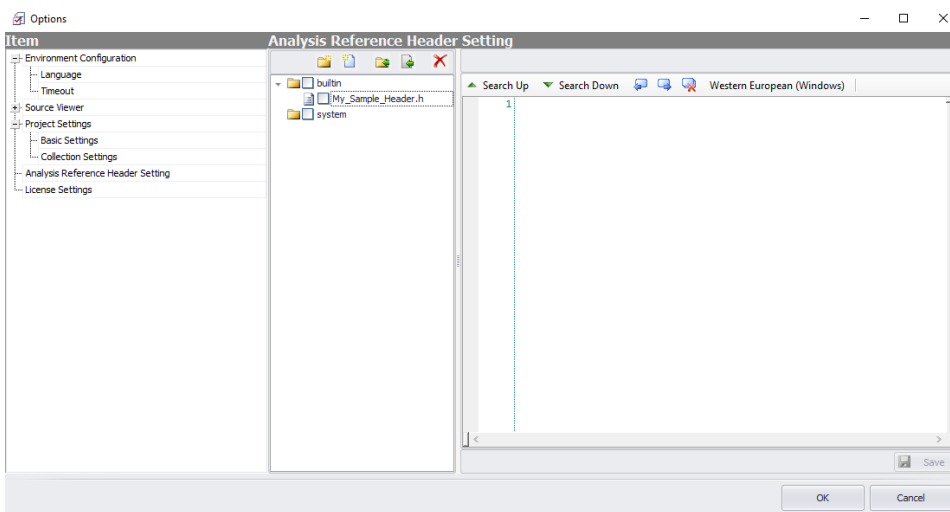 Options
Item
Environment Configuration
Language
Timeout
Source Viewer
Project Settings
Basic Settings
Collection Settings
Analysis Reference Header Setting
License Settings
Analysis Reference Header Setting
builtin
My_Sample_Header.h
system
Search Up Search Down Western European (Windows)
1
Save
OK Cancel